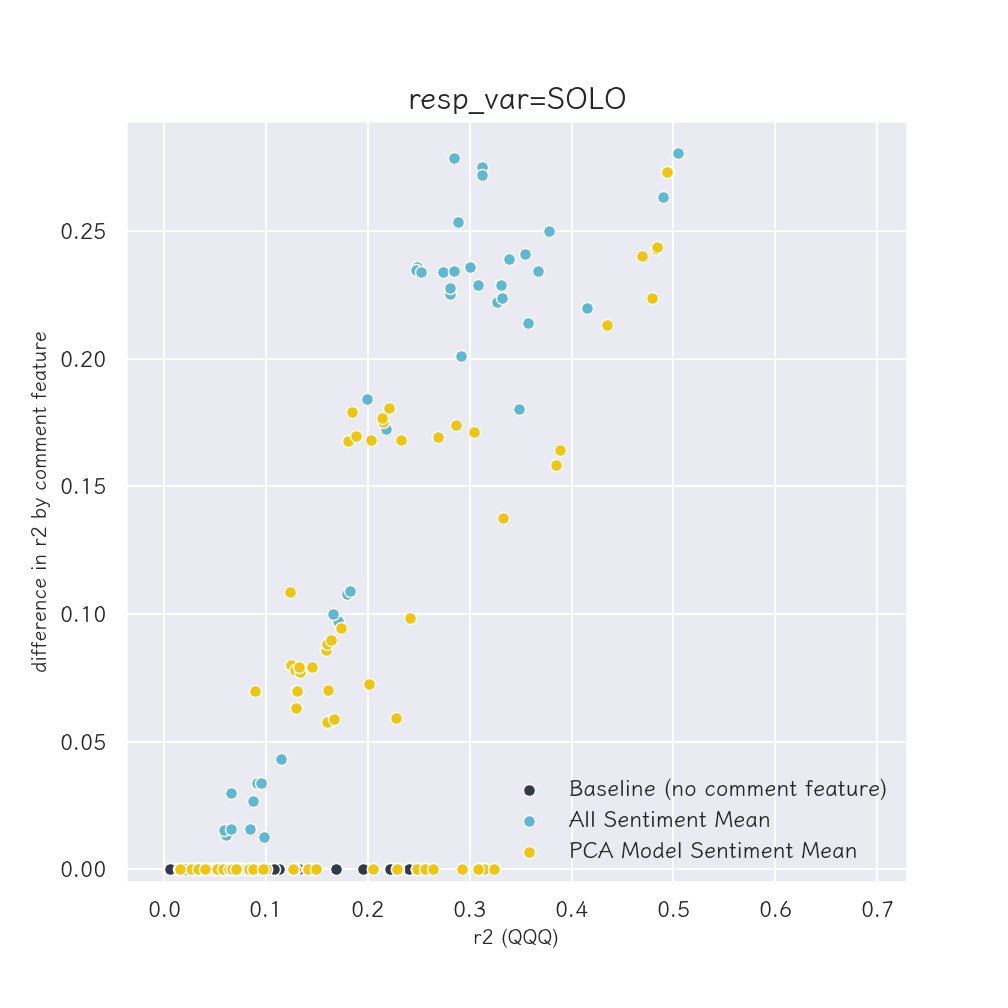 resp_var=SOLO
difference in r2 by comment feature
0.25
0.20
0.15
0.10
0.05
0.00
Baseline (no comment feature)
All Sentiment Mean
PCA Model Sentiment Mean
0.0 0.1 0.2 0.3 0.4 0.5 0.6 0.7
r2 (QQQ)